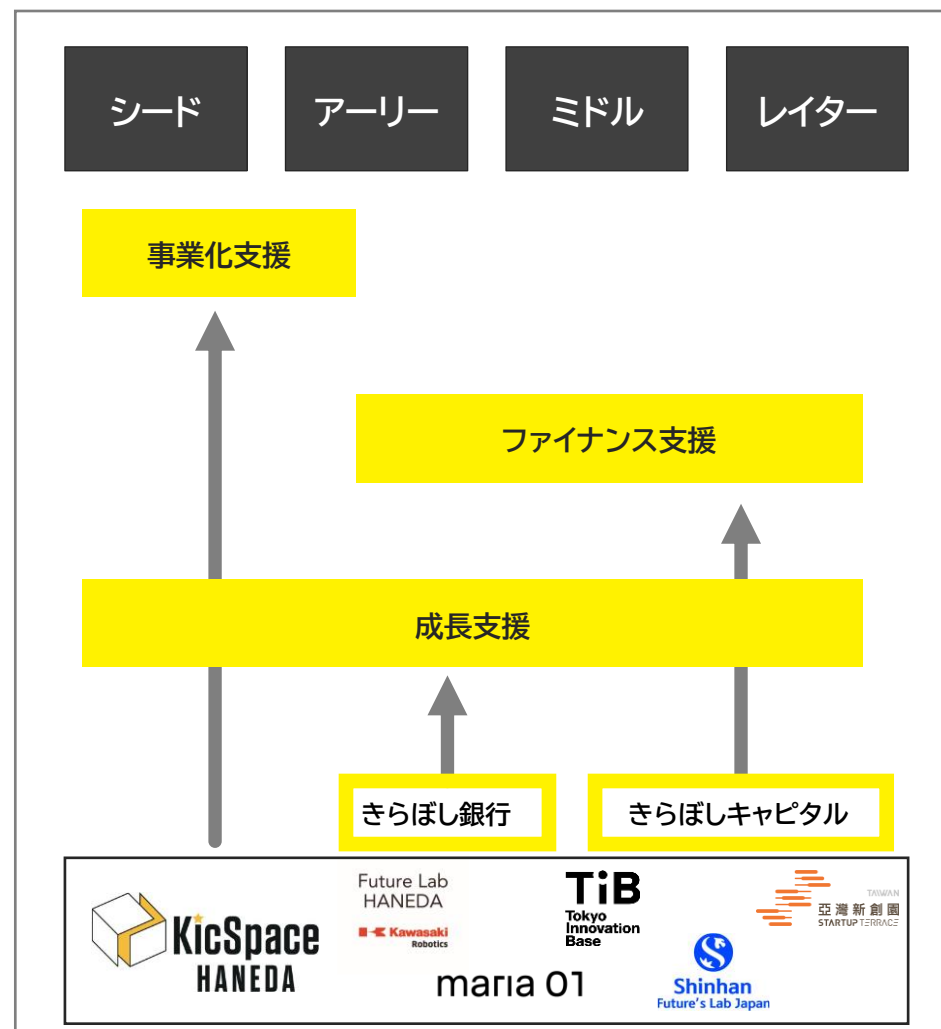 シード
アーリー
ミドル
レイター
事業化支援
ファイナンス支援
成長支援
きらぼし銀行
きらぼしキャピタル
KicSpace
HANEDA
Future Lab
HANEDA
Kawasaki
Robotics
maria 01
TiB
Tokyo
Innovation
Base
Shinhan
Future's Lab Japan
TAIWAN
亞灣新創園
STARTUP TERRACE